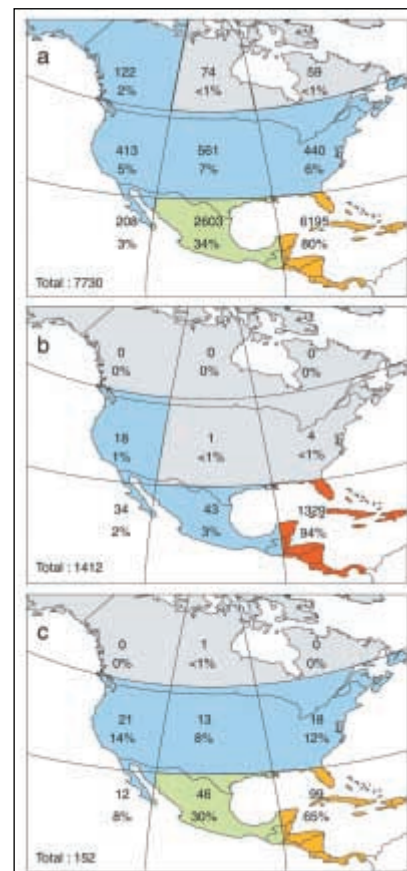 a
122 74 59
2% <1% <1%
413 561 440
5% 7% 6%
208 2603 6195
3% 34% 80%
Total : 7730
b
0 0 0
0% 0% 0%
18 1 4
1% <1% <1%
34 43 1329
2% 3% 94%
Total : 1412
c
0 1 0
0% <1% 0%
21 13 18
14% 8% 12%
12 46 99
8% 30% 65%
Total : 152